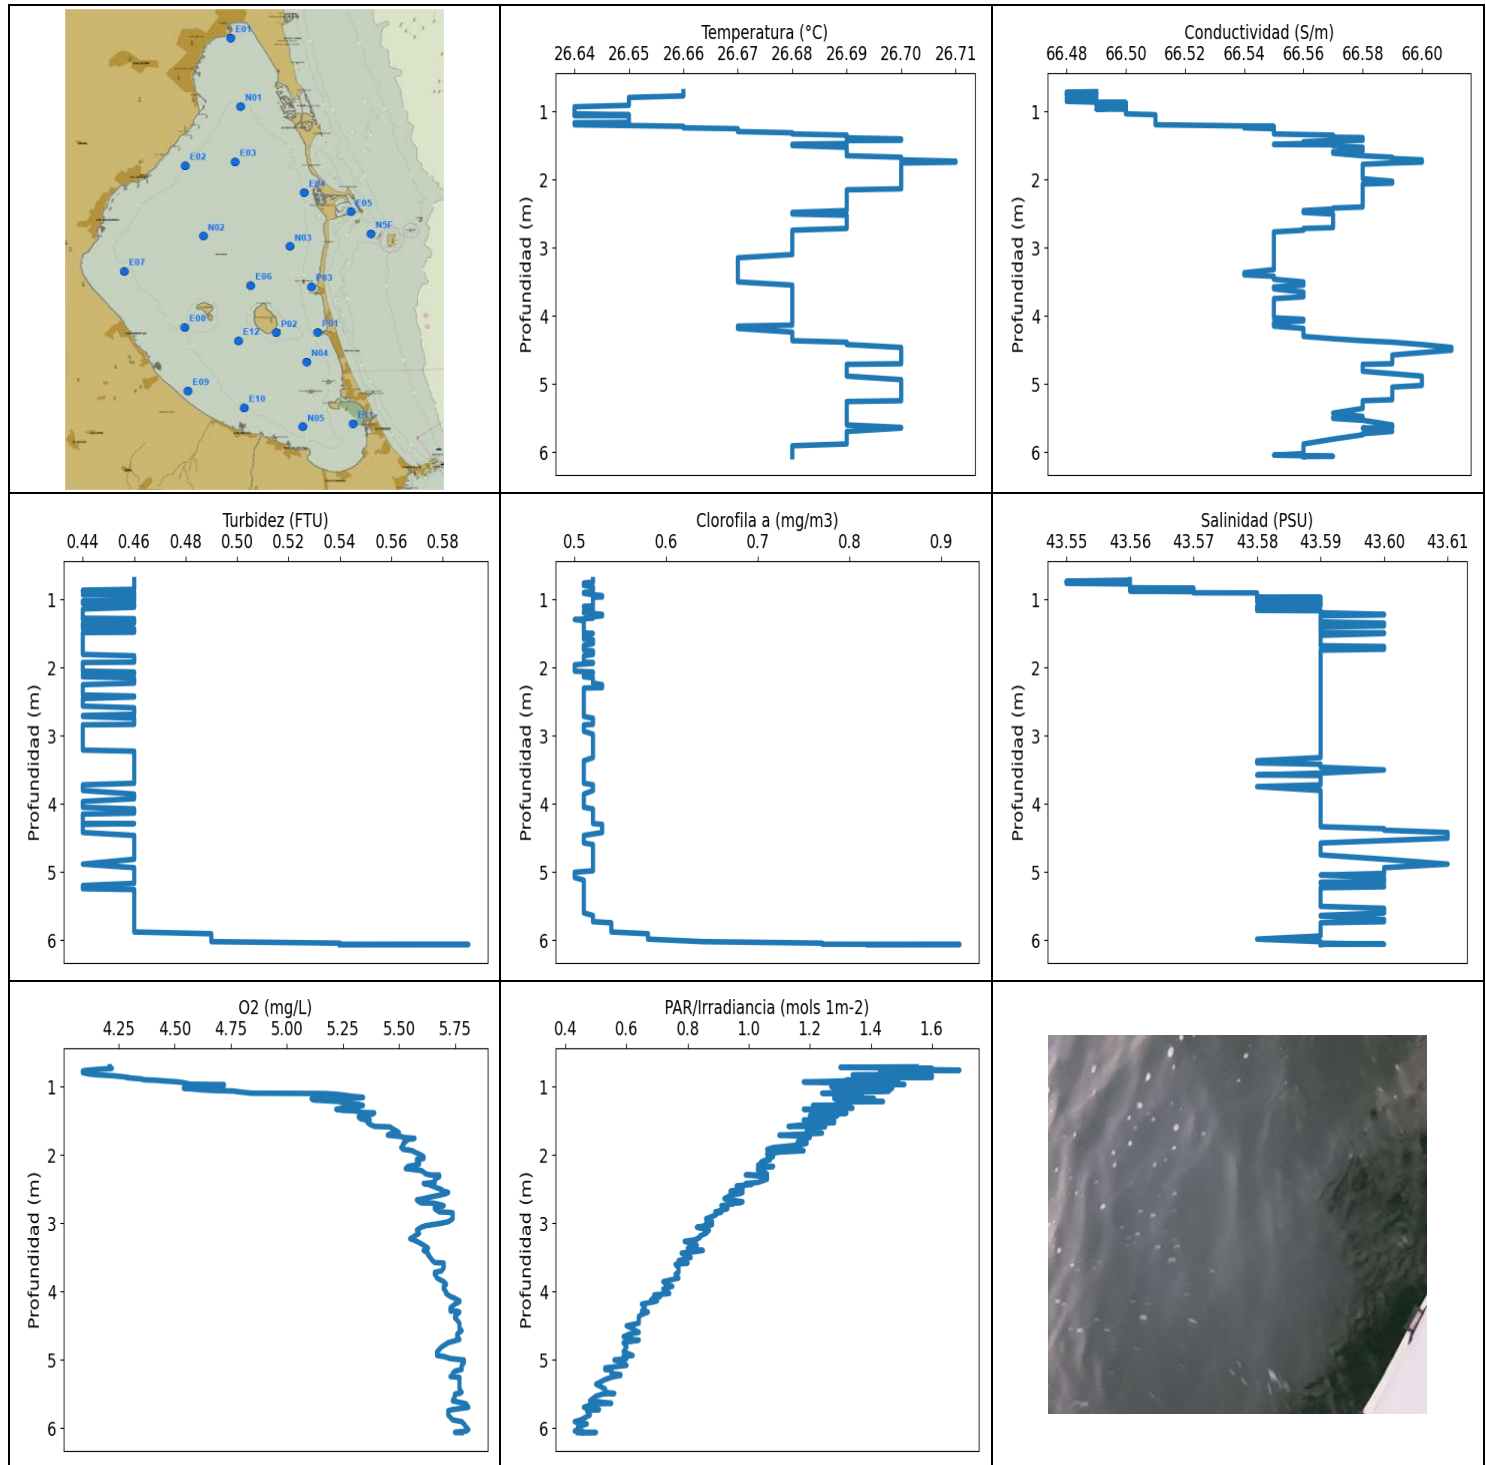 E01
N01
E02
E03
E04
E05
N5F
N02
N03
E07
E06
P03
E08
P02
P01
E12
N04
E09
E10
N05
E11
Temperatura (°C)
26.64 26.65 26.66 26.67 26.68 26.69 26.70 26.71
Profundidad (m)
1
2
3
4
5
6
Conductividad (S/m)
66.48 66.50 66.52 66.54 66.56 66.58 66.60
Profundidad (m)
1
2
3
4
5
6
Turbidez (FTU)
0.44 0.46 0.48 0.50 0.52 0.54 0.56 0.58
Profundidad (m)
1
2
3
4
5
6
Clorofila a (mg/m3)
0.5 0.6 0.7 0.8 0.9
Profundidad (m)
1
2
3
4
5
6
Salinidad (PSU)
43.55 43.56 43.57 43.58 43.59 43.60 43.61
Profundidad (m)
1
2
3
4
5
6
O2 (mg/L)
4.25 4.50 4.75 5.00 5.25 5.50 5.75
Profundidad (m)
1
2
3
4
5
6
PAR/Irradiancia (mols 1m-2)
0.4 0.6 0.8 1.0 1.2 1.4 1.6
Profundidad (m)
1
2
3
4
5
6